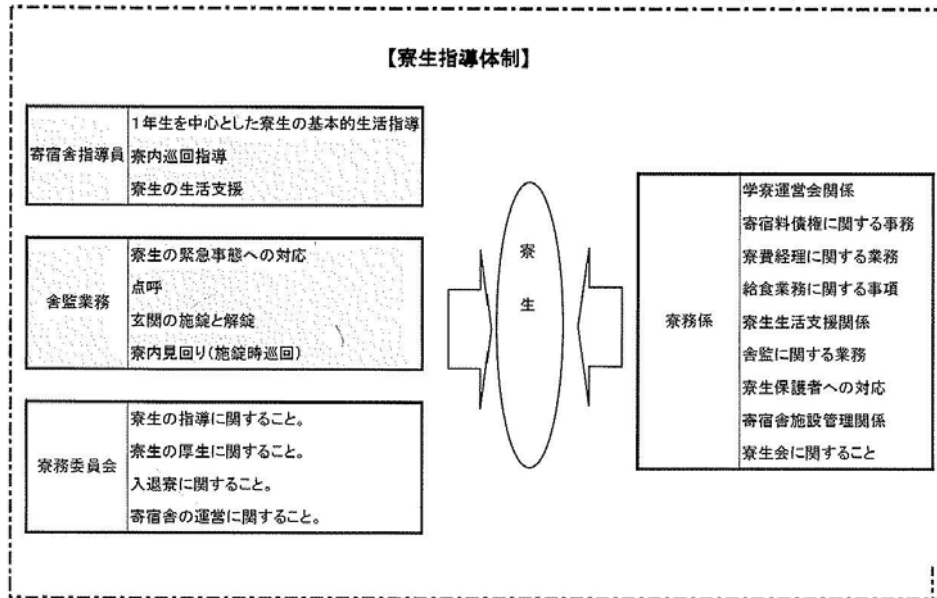 【寮生指導体制】
寄宿舎指導員
1年生を中心とした寮生の基本的生活指導
寮内巡回指導
寮生の生活支援
舎監業務
寮生の緊急事態への対応
点呼
玄関の施錠と解錠
寮内見回り(施錠時巡回)
寮務委員会
寮生の指導に関すること。
寮生の厚生に関すること。
入退寮に関すること。
寄宿舎の運営に関すること。
寮
生
寮務係
学寮運営会関係
寄宿料債権に関する事務
寮費経理に関する業務
給食業務に関する事項
寮生生活支援関係
舎監に関する業務
寮生保護者への対応
寄宿舎施設管理関係
寮生会に関すること